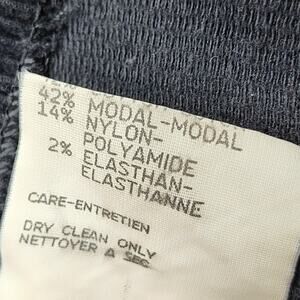 42% MODAL-MODAL
14% NYLON-
POLYAMIDE
2% ELASTHAN-
ELASTHANNE
CARE-ENTRETIEN
DRY CLEAN ONLY
NETTOYER A SEC